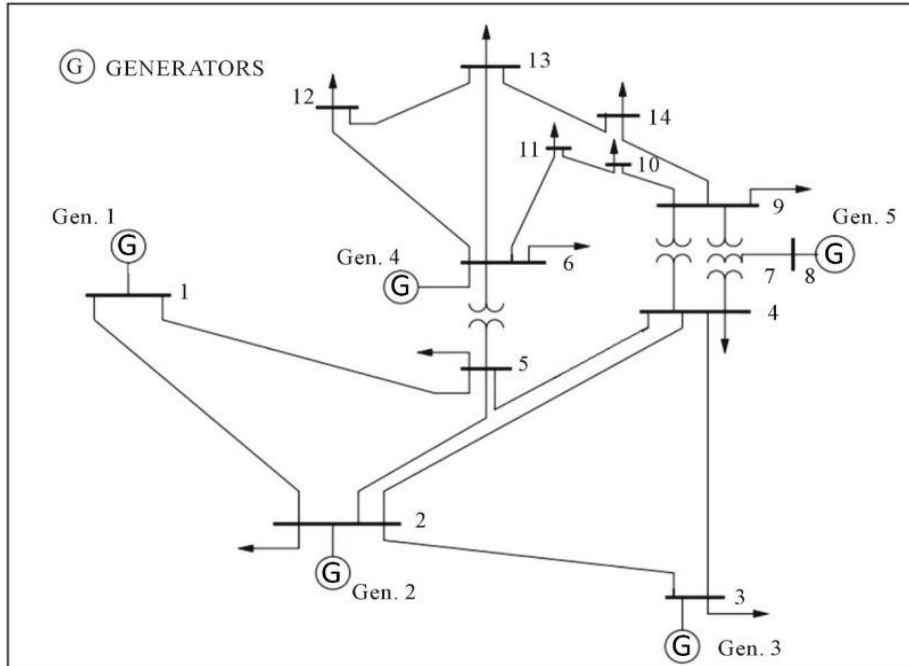 G GENERATORS
13
12
14
11
10
Gen. 1
G
9
Gen. 5
Gen. 4
G
6
7
8
G
1
4
5
2
G
Gen. 2
3
G
Gen. 3